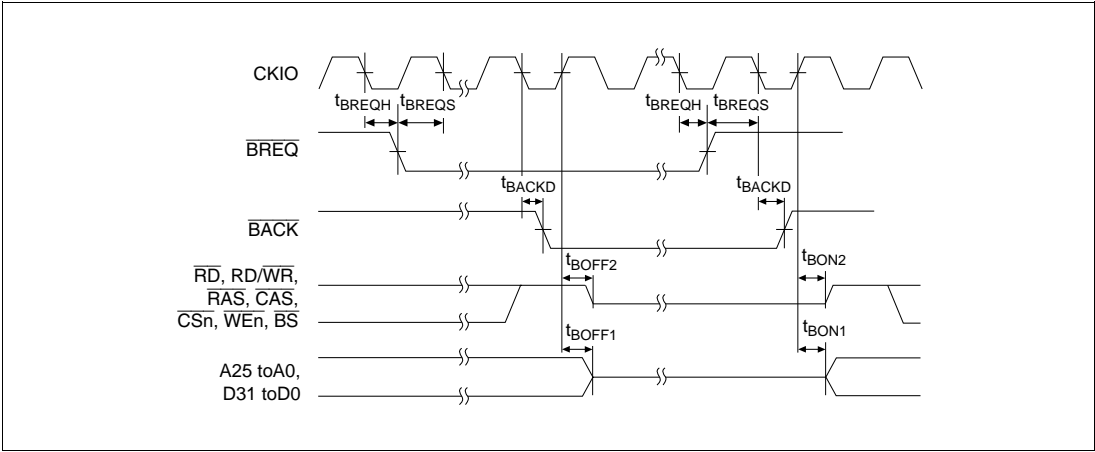 CKIO
tBREQH tBREQS tBREQH tBREQS
BREQ
tBACKD tBACKD
BACK
tBOFF2 tBON2
RD, RD/WR,
RAS, CAS,
CSn, WEn, BS
tBOFF1 tBON1
A25 toA0,
D31 toD0